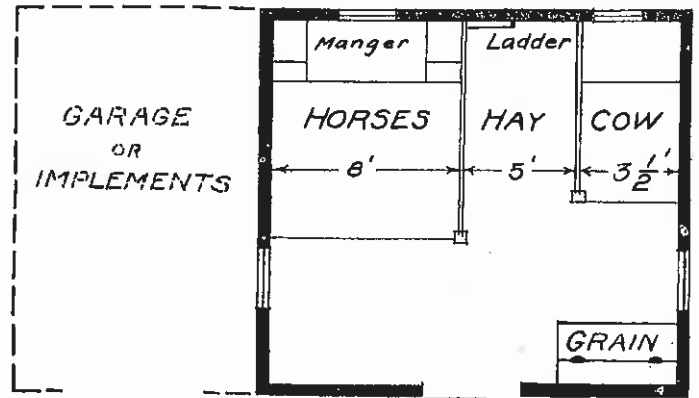 Manger
Ladder
GARAGE
OR
IMPLEMENTS
HORSES
HAY
COW
8'
5'
3 1/2'
GRAIN